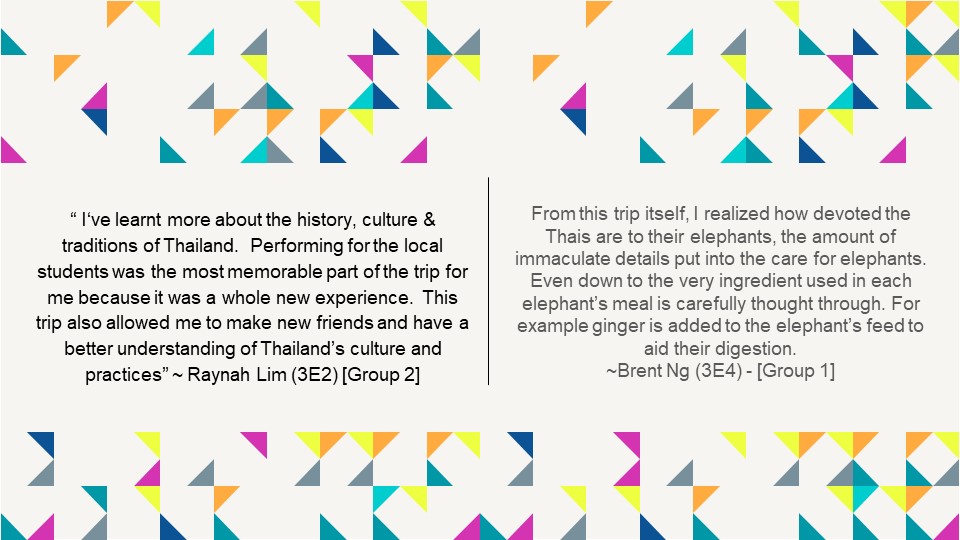 “ I‘ve learnt more about the history, culture &
traditions of Thailand.  Performing for the local
students was the most memorable part of the trip for
me because it was a whole new experience.  This
trip also allowed me to make new friends and have a
better understanding of Thailand’s culture and
practices” ~ Raynah Lim (3E2) [Group 2]
From this trip itself, I realized how devoted the
Thais are to their elephants, the amount of
immaculate details put into the care for elephants.
Even down to the very ingredient used in each
elephant’s meal is carefully thought through. For
example ginger is added to the elephant’s feed to
aid their digestion.
~Brent Ng (3E4) - [Group 1]